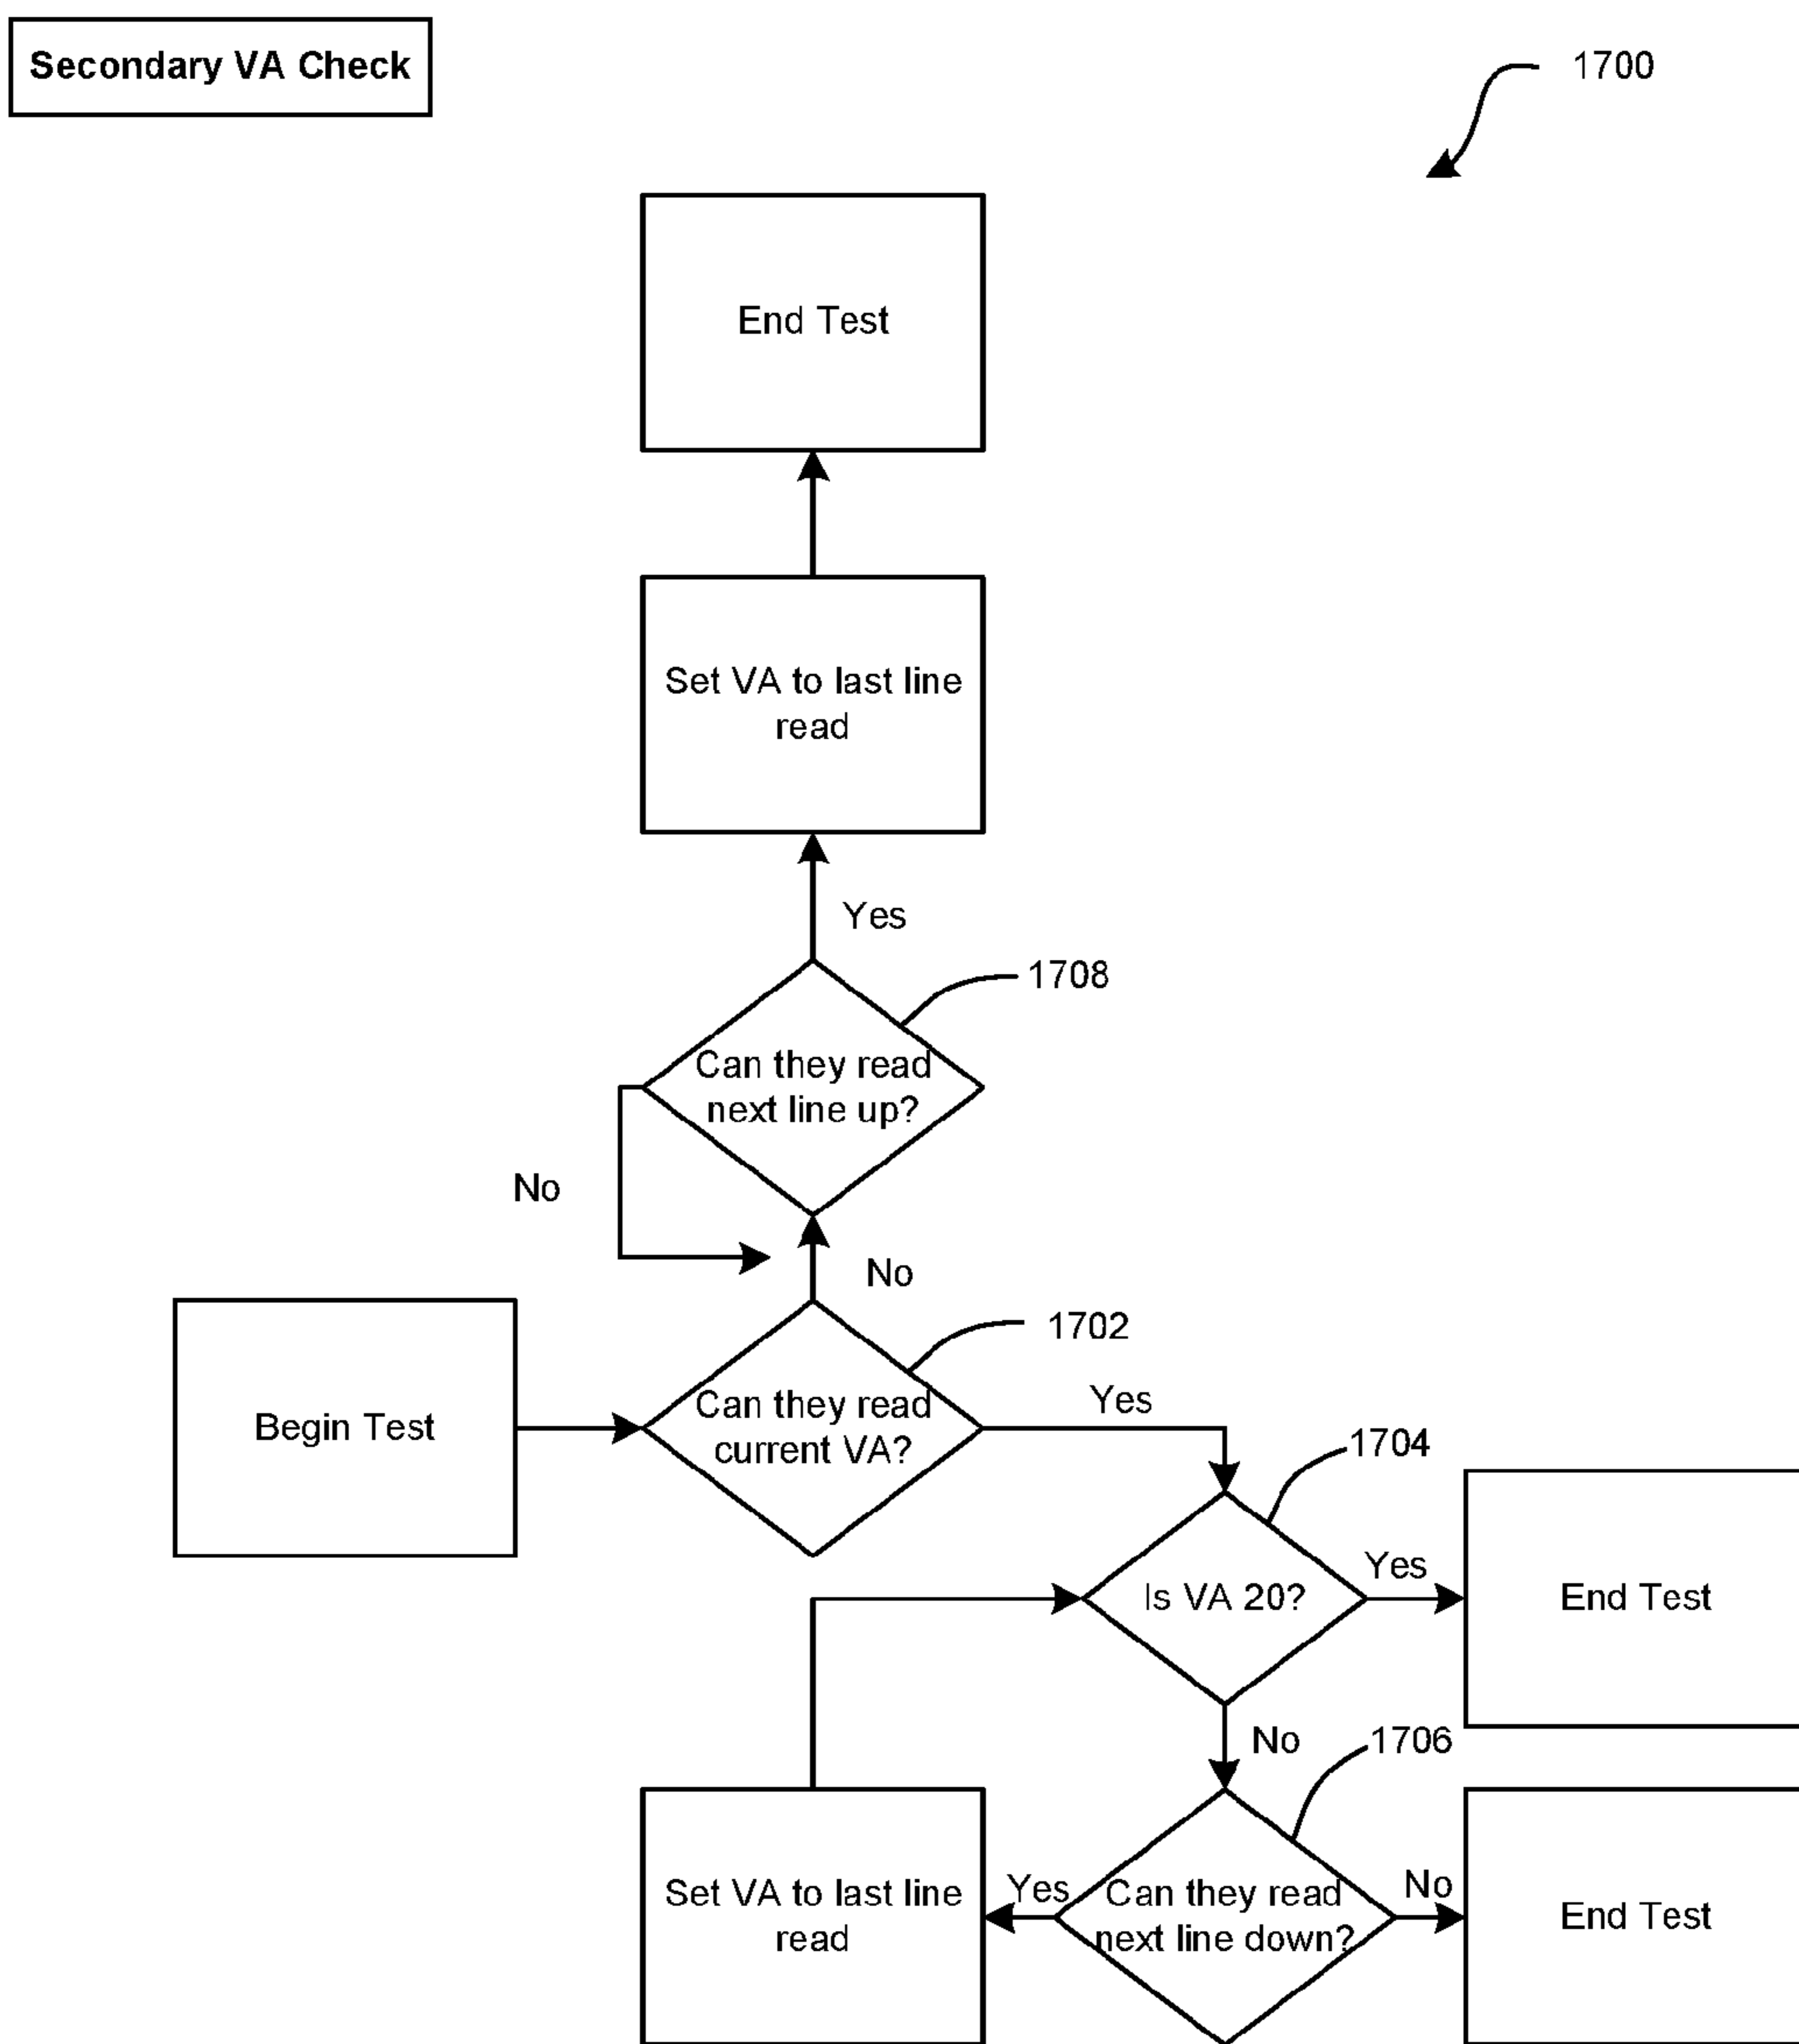 Secondary VA Check
1700
End Test
Set VA to last line
read
Yes
1708
Can they read
next line up?
No
No
1702
Begin Test
Can they read
current VA?
Yes
1704
Is VA 20?
Yes
End Test
No
1706
Set VA to last line
read
Yes
Can they read
next line down?
No
End Test